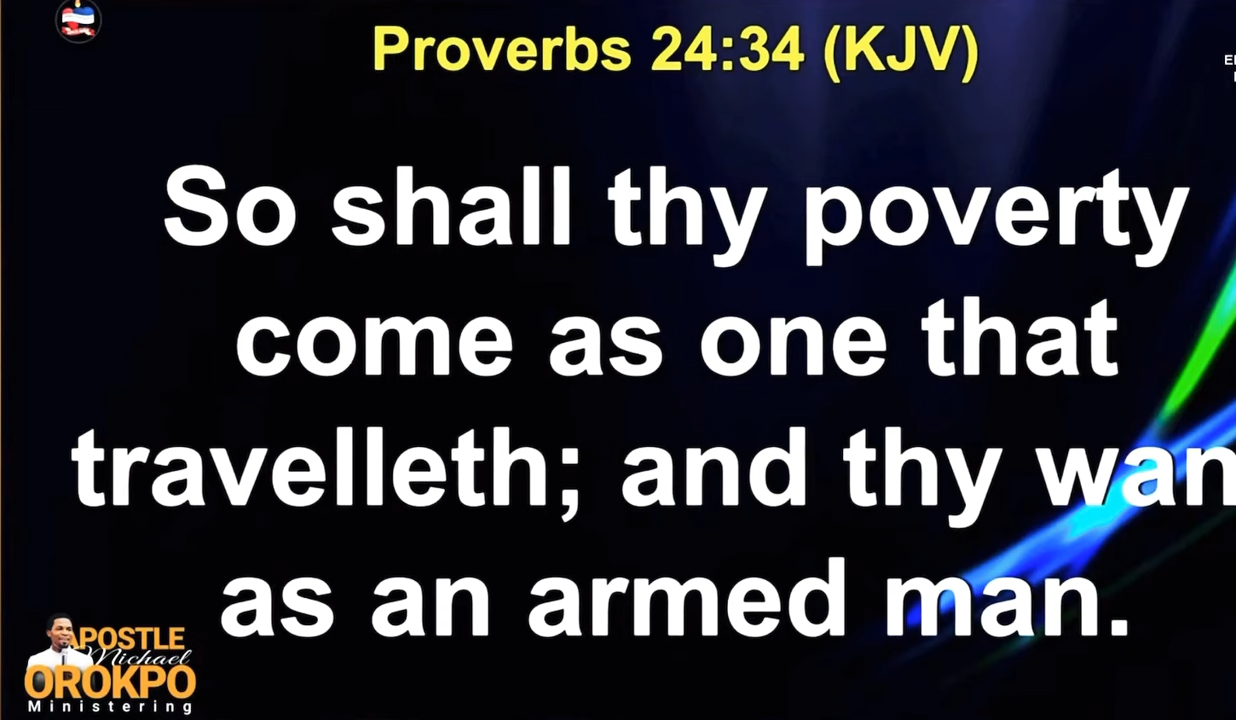 Proverbs 24:34 (KJV)
So shall thy poverty
come as one that
travelleth; and thy wan
as an armed man.
APOSTLE
Michael
OROKPO
Ministering